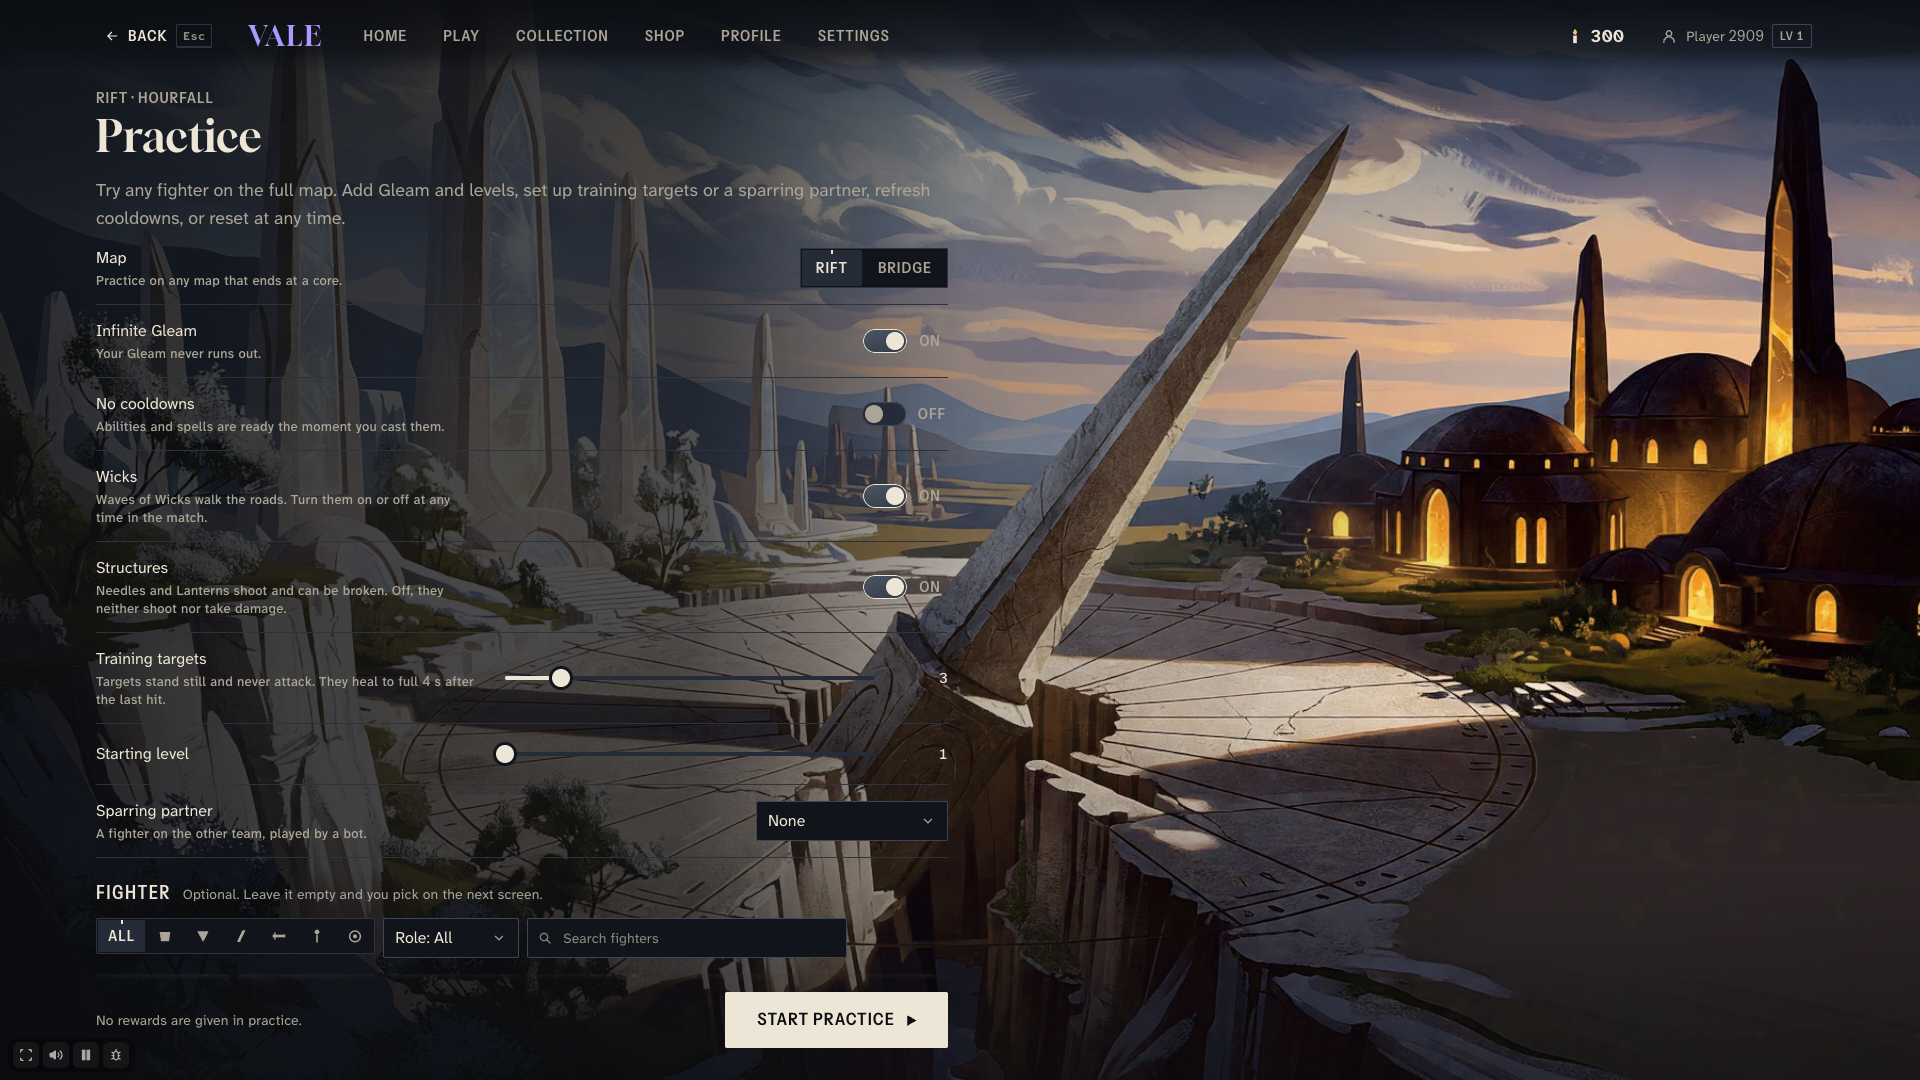 BACK Esc VALE HOME PLAY COLLECTION SHOP PROFILE SETTINGS 300 Player 2909 LV 1
RIFT · HOURFALL
Practice
Try any fighter on the full map. Add Gleam and levels, set up training targets or a sparring partner, refresh
cooldowns, or reset at any time.
Map
Practice on any map that ends at a core.
RIFT BRIDGE
Infinite Gleam
Your Gleam never runs out.
ON
No cooldowns
Abilities and spells are ready the moment you cast them.
OFF
Wicks
Waves of Wicks walk the roads. Turn them on or off at any
time in the match.
ON
Structures
Needles and Lanterns shoot and can be broken. Off, they
neither shoot nor take damage.
ON
Training targets
Targets stand still and never attack. They heal to full 4 s after
the last hit.
3
Starting level
1
Sparring partner
A fighter on the other team, played by a bot.
None
FIGHTER Optional. Leave it empty and you pick on the next screen.
ALL Role: All Search fighters
No rewards are given in practice.
START PRACTICE